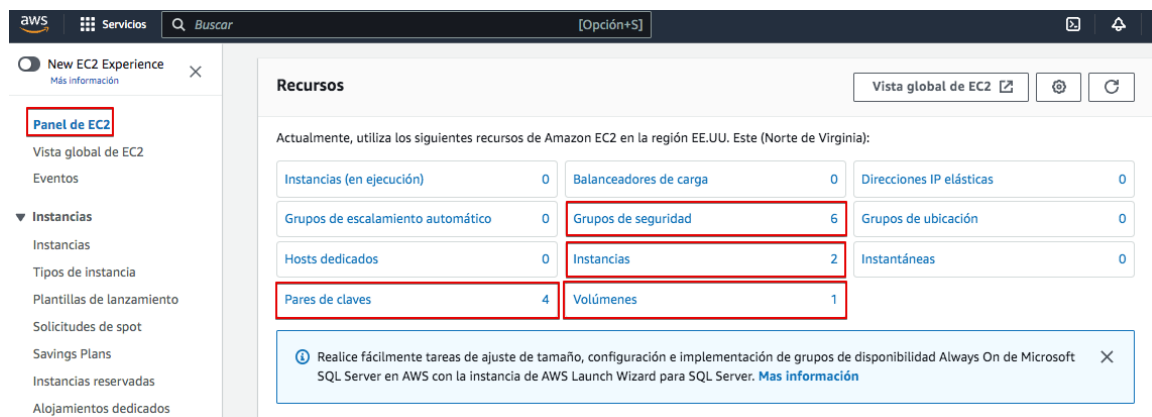 aws
Servicios
Buscar
[Opción+S]
New EC2 Experience
Más información
Panel de EC2
Vista global de EC2
Eventos
Instancias
Instancias
Tipos de instancia
Plantillas de lanzamiento
Solicitudes de spot
Savings Plans
Instancias reservadas
Alojamientos dedicados
Recursos
Vista global de EC2
Actualmente, utiliza los siguientes recursos de Amazon EC2 en la región EE.UU. Este (Norte de Virginia):
Instancias (en ejecución) 0
Balanceadores de carga 0
Direcciones IP elásticas 0
Grupos de escalamiento automático 0
Grupos de seguridad 6
Grupos de ubicación 0
Hosts dedicados 0
Instancias 2
Instantáneas 0
Pares de claves 4
Volúmenes 1
Realice fácilmente tareas de ajuste de tamaño, configuración e implementación de grupos de disponibilidad Always On de Microsoft
SQL Server en AWS con la instancia de AWS Launch Wizard para SQL Server. Mas información